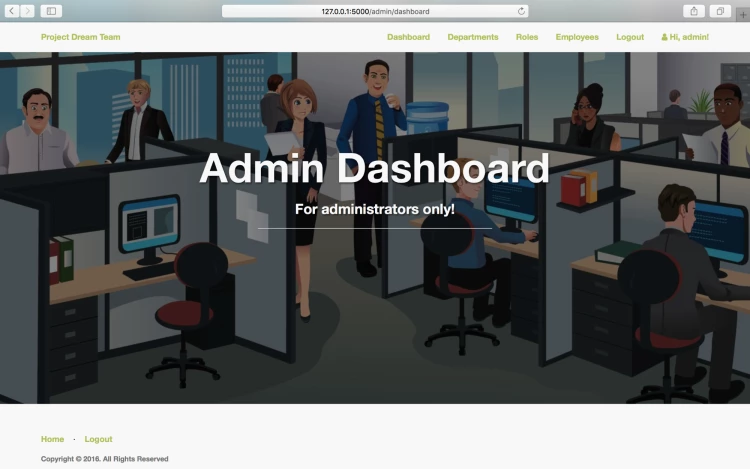 127.0.0.1:5000/admin/dashboard
Project Dream Team
Dashboard Departments Roles Employees Logout Hi, admin!
Admin Dashboard
For administrators only!
Home · Logout
Copyright © 2016. All Rights Reserved